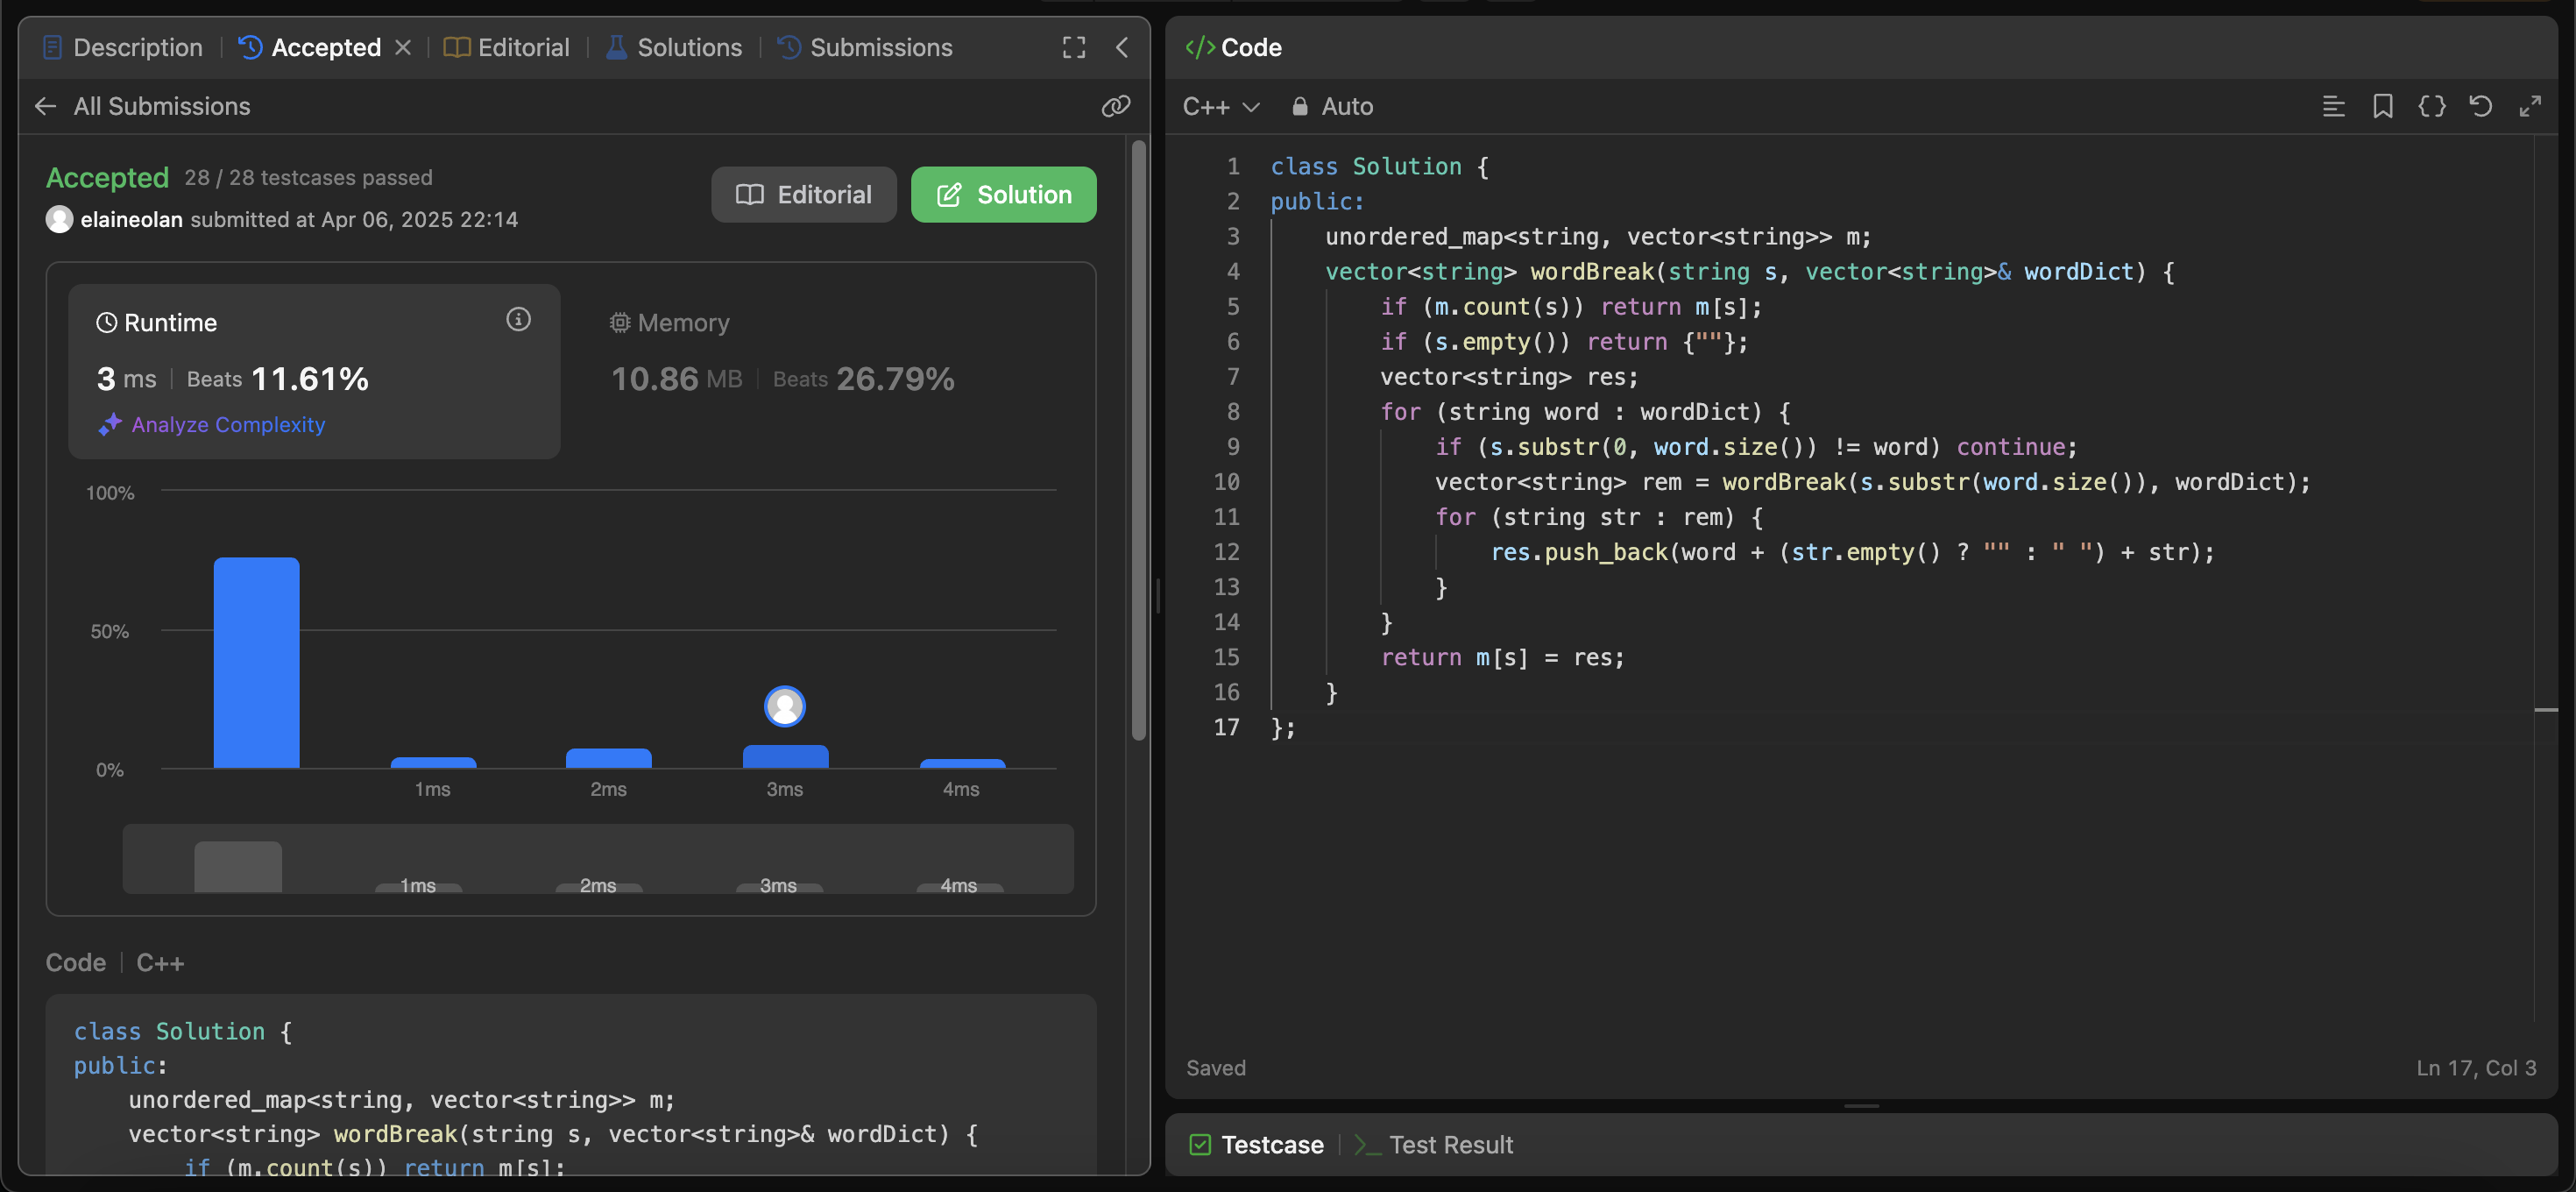 Description
Accepted
Editorial
Solutions
Submissions
All Submissions
Accepted 28 / 28 testcases passed
elaineolan submitted at Apr 06, 2025 22:14
Editorial
Solution
Runtime
3 ms Beats 11.61%
Analyze Complexity
Memory
10.86 MB Beats 26.79%
100%
50%
0%
1ms 2ms 3ms 4ms
1ms 2ms 3ms 4ms
Code C++
class Solution {
public:
    unordered_map<string, vector<string>> m;
    vector<string> wordBreak(string s, vector<string>& wordDict) {
        if (m.count(s)) return m[s];
</> Code
C++ Auto
1 class Solution {
2 public:
3     unordered_map<string, vector<string>> m;
4     vector<string> wordBreak(string s, vector<string>& wordDict) {
5         if (m.count(s)) return m[s];
6         if (s.empty()) return {""};
7         vector<string> res;
8         for (string word : wordDict) {
9             if (s.substr(0, word.size()) != word) continue;
10             vector<string> rem = wordBreak(s.substr(word.size()), wordDict);
11             for (string str : rem) {
12                 res.push_back(word + (str.empty() ? "" : " ") + str);
13             }
14         }
15         return m[s] = res;
16     }
17 };
Saved
Ln 17, Col 3
Testcase
Test Result